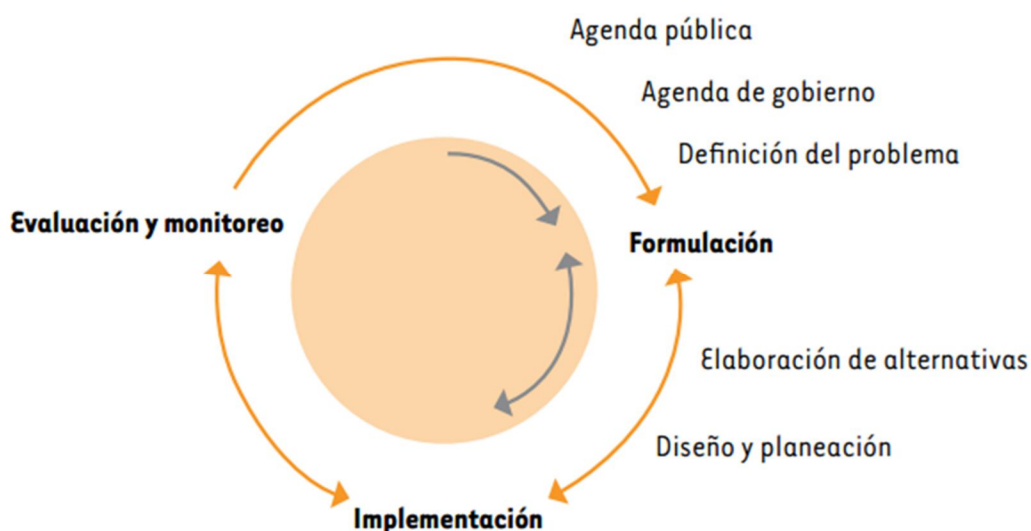 Agenda pública
Agenda de gobierno
Definición del problema
Evaluación y monitoreo
Formulación
Elaboración de alternativas
Diseño y planeación
Implementación